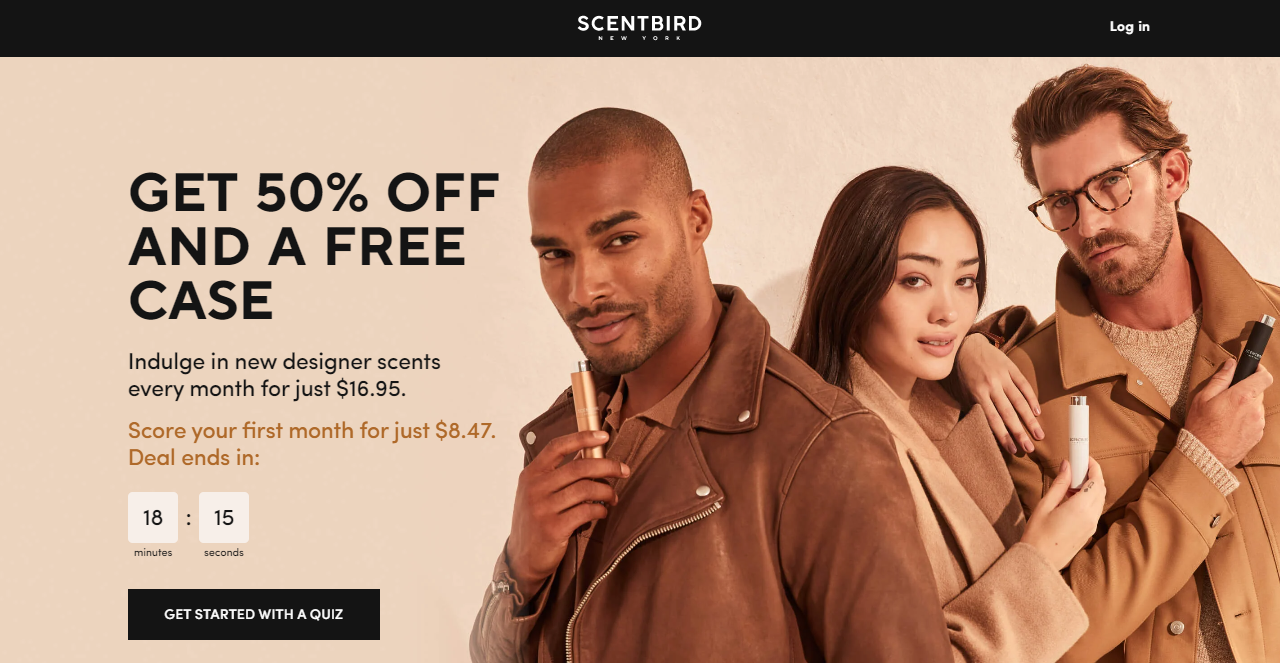 SCENTBIRD
NEW YORK
Log in
GET 50% OFF
AND A FREE
CASE
Indulge in new designer scents
every month for just $16.95.
Score your first month for just $8.47.
Deal ends in:
18 : 15
minutes seconds
GET STARTED WITH A QUIZ